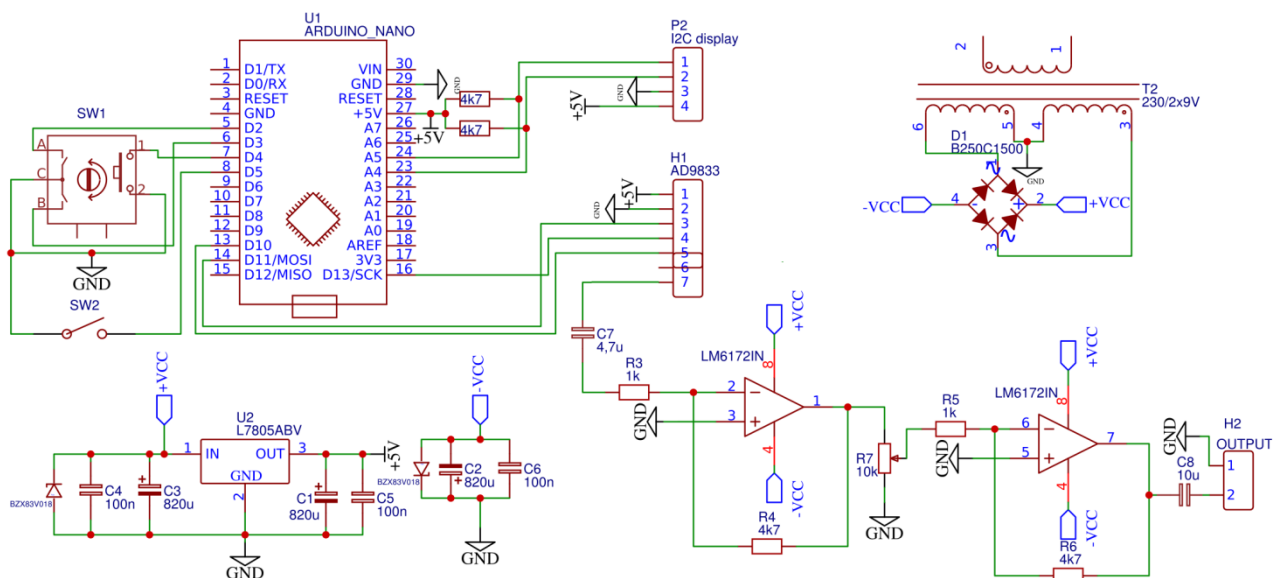 U1
ARDUINO_NANO
1 D1/TX VIN 30
2 D0/RX GND 29
3 RESET RESET 28
4 GND +5V 27
5 D2 A7 26
6 D3 A6 25
7 D4 A5 24
8 D5 A4 23
9 D6 A3 22
10 D7 A2 21
11 D8 A1 20
12 D9 A0 19
13 D10 AREF 18
14 D11/MOSI 3V3 17
15 D12/MISO D13/SCK 16
GND
4k7
4k7
+5V
P2
I2C display
1
2
3
4
GND
+5V
H1
AD9833
1
2
3
4
5
6
7
+5V
GND
2 1
T2
230/2x9V
6 5 4 3
D1
B250C1500
GND
-VCC 4 - + 2 +VCC
3
SW1
A
C
B
1
2
GND
SW2
+VCC
U2
L7805ABV
1 IN OUT 3
GND
2
+5V
BZX83V018
C4
100n
C3
820u
C1
820u
C5
100n
GND
-VCC
BZX83V018
C2
820u
C6
100n
GND
C7
4,7u
R3
1k
LM6172IN
+VCC
8
2
3
1
4
-VCC
GND
R4
4k7
R7
10k
GND
R5
1k
LM6172IN
+VCC
8
6
5
7
4
-VCC
GND
R6
4k7
C8
10u
GND
H2
OUTPUT
1
2